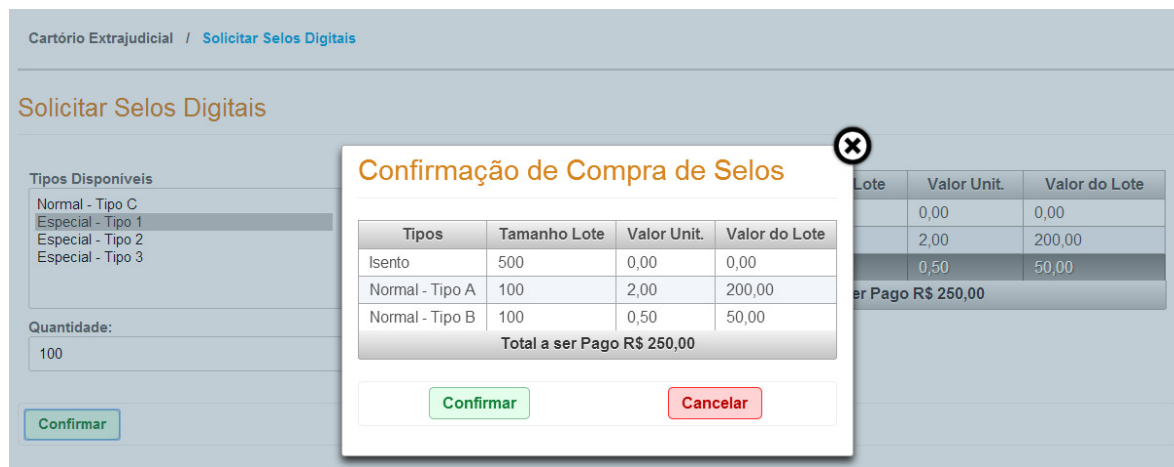 Cartório Extrajudicial / Solicitar Selos Digitais
Solicitar Selos Digitais
Tipos Disponíveis
Normal - Tipo C
Especial - Tipo 1
Especial - Tipo 2
Especial - Tipo 3
Quantidade:
100
Confirmar
Confirmação de Compra de Selos
Tipos Tamanho Lote Valor Unit. Valor do Lote
Isento 500 0,00 0,00
Normal - Tipo A 100 2,00 200,00
Normal - Tipo B 100 0,50 50,00
Total a ser Pago R$ 250,00
Confirmar Cancelar
Lote Valor Unit. Valor do Lote
0,00 0,00
2,00 200,00
0,50 50,00
er Pago R$ 250,00